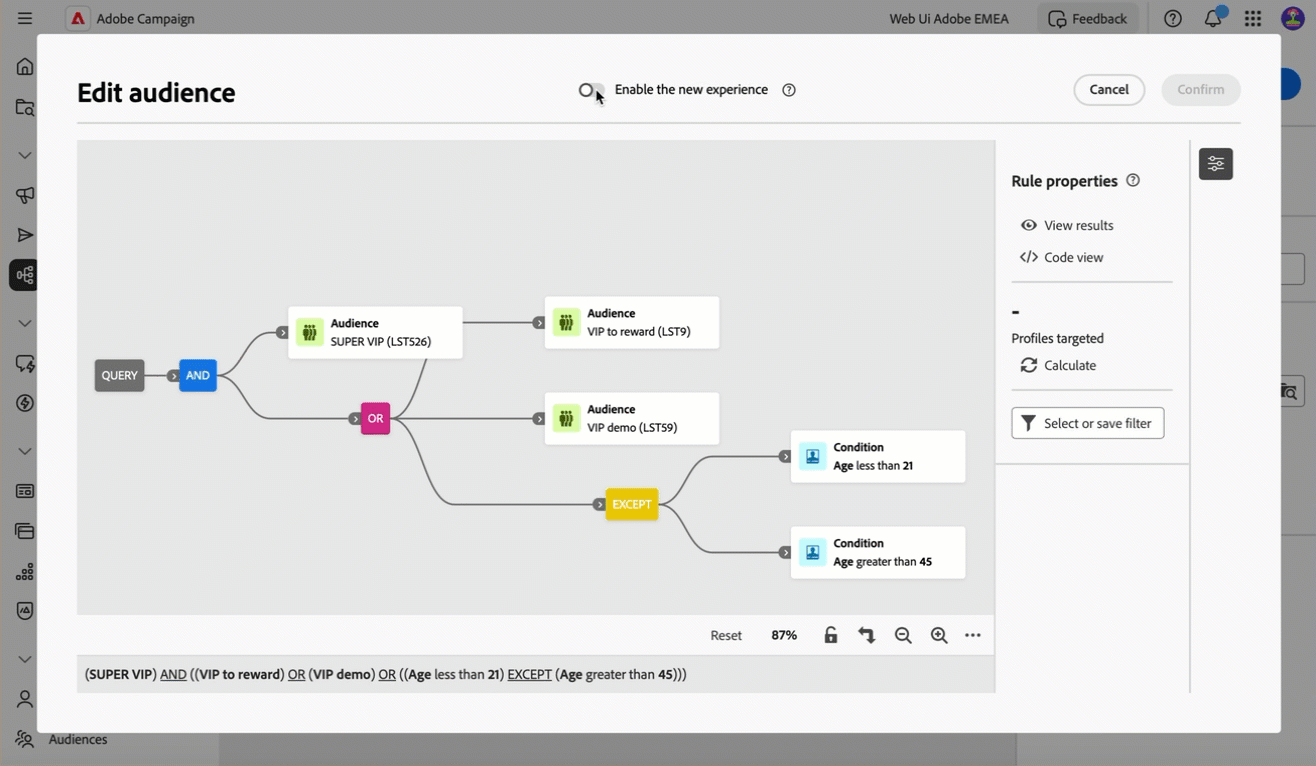 Adobe Campaign
Web Ui Adobe EMEA
Feedback
Edit audience
Enable the new experience
Cancel
Confirm
Rule properties
View results
</> Code view
-
Profiles targeted
Calculate
Select or save filter
QUERY
AND
Audience
SUPER VIP (LST526)
OR
Audience
VIP to reward (LST9)
Audience
VIP demo (LST59)
EXCEPT
Condition
Age less than 21
Condition
Age greater than 45
Reset
87%
(SUPER VIP) AND ((VIP to reward) OR (VIP demo) OR ((Age less than 21) EXCEPT (Age greater than 45)))
Audiences